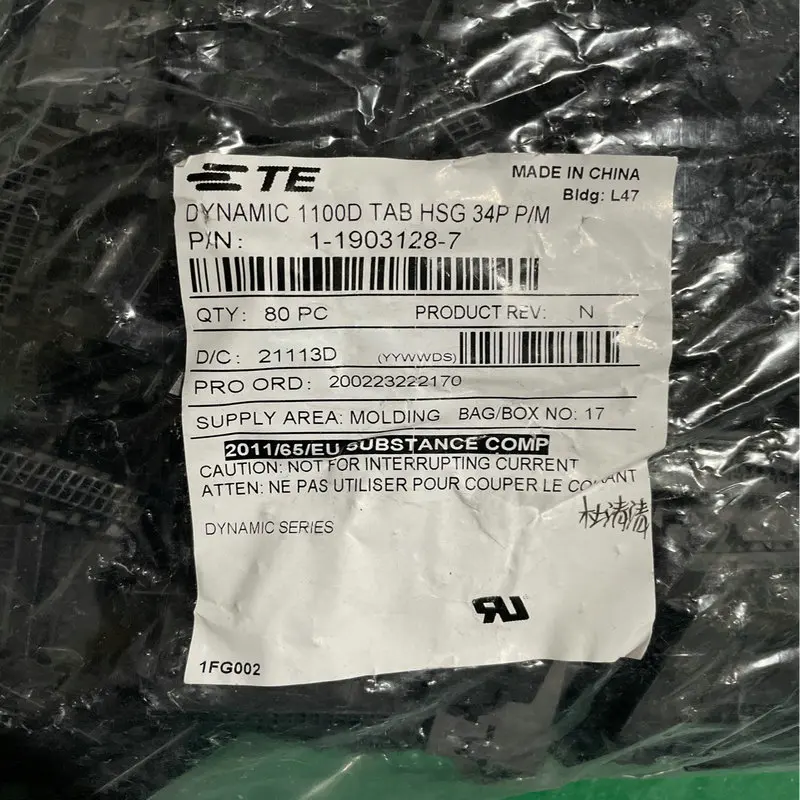 TE
MADE IN CHINA
Bldg: L47
DYNAMIC 1100D TAB HSG 34P P/M
P/N: 1-1903128-7
QTY: 80 PC PRODUCT REV: N
D/C: 21113D (YYWWDS)
PRO ORD: 200223222170
SUPPLY AREA: MOLDING BAG/BOX NO: 17
2011/65/EU SUBSTANCE COMP
CAUTION: NOT FOR INTERRUPTING CURRENT
ATTEN: NE PAS UTILISER POUR COUPER LE COURANT
DYNAMIC SERIES
1FG002